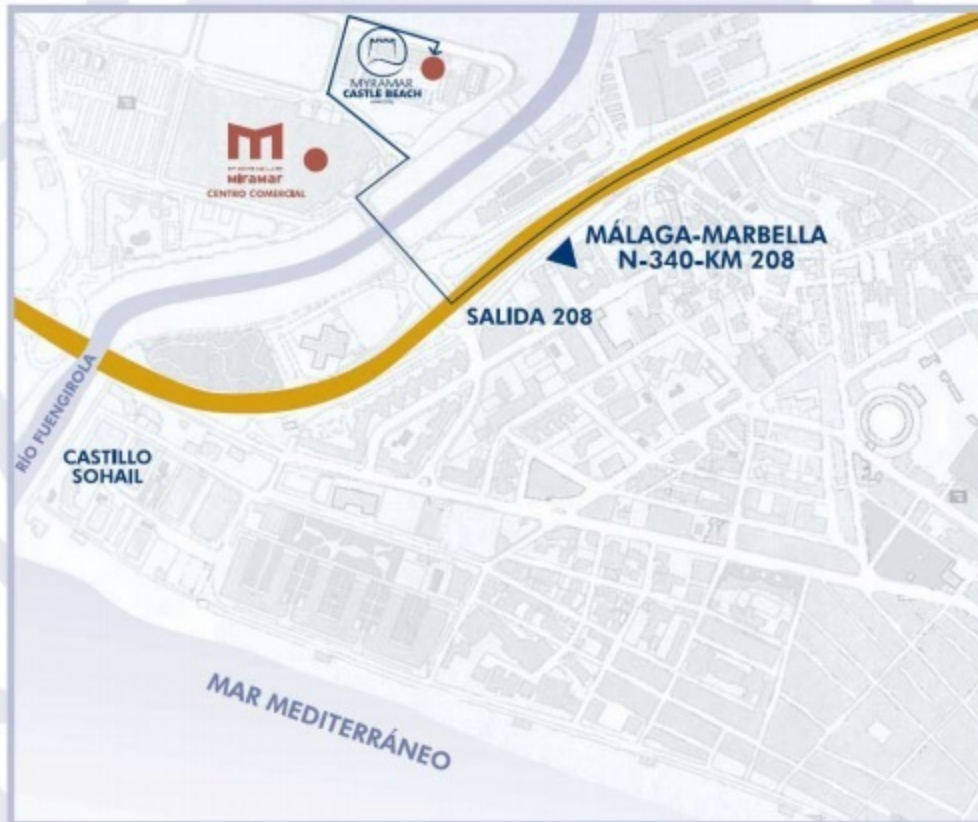 MYRAMAR
CASTLE BEACH
MiraMar
CENTRO COMERCIAL
MÁLAGA-MARBELLA
N-340-KM 208
SALIDA 208
RÍO FUENGIROLA
CASTILLO
SOHAIL
MAR MEDITERRÁNEO